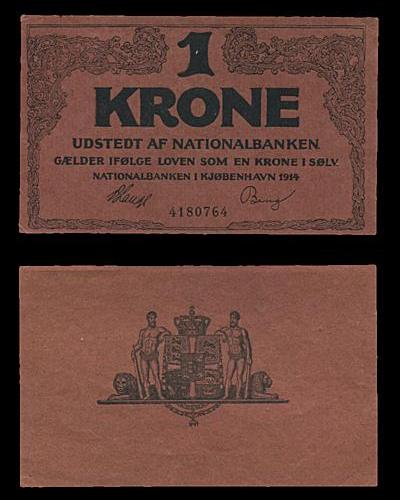 1
KRONE
UDSTEDT AF NATIONALBANKEN.
GÆLDER IFØLGE LOVEN SOM EN KRONE I SØLV.
NATIONALBANKEN I KJØBENHAVN 1914
4180764